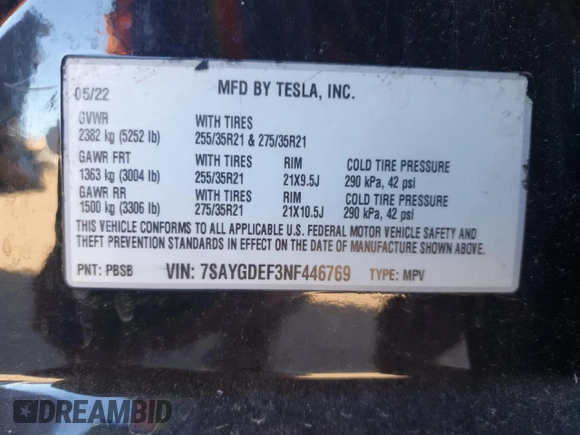 05/22 MFD BY TESLA, INC.
GVWR WITH TIRES
2382 kg (5252 lb) 255/35R21 & 275/35R21
GAWR FRT WITH TIRES RIM COLD TIRE PRESSURE
1363 kg (3004 lb) 255/35R21 21X9.5J 290 kPa, 42 psi
GAWR RR WITH TIRES RIM COLD TIRE PRESSURE
1500 kg (3306 lb) 275/35R21 21X10.5J 290 kPa, 42 psi
THIS VEHICLE CONFORMS TO ALL APPLICABLE U.S. FEDERAL MOTOR VEHICLE SAFETY AND
THEFT PREVENTION STANDARDS IN EFFECT ON THE DATE OF MANUFACTURE SHOWN ABOVE.
PNT: PBSB VIN: 7SAYGDEF3NF446769 TYPE: MPV
DREAMBID